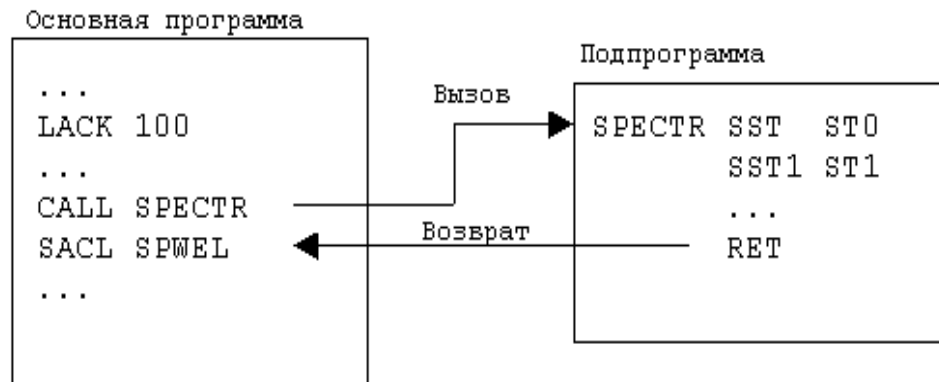 Основная программа
...
LACK 100
...
CALL SPECTR
SACL SPWEL
...
Вызов
Возврат
Подпрограмма
SPECTR SST ST0
SST1 ST1
...
RET